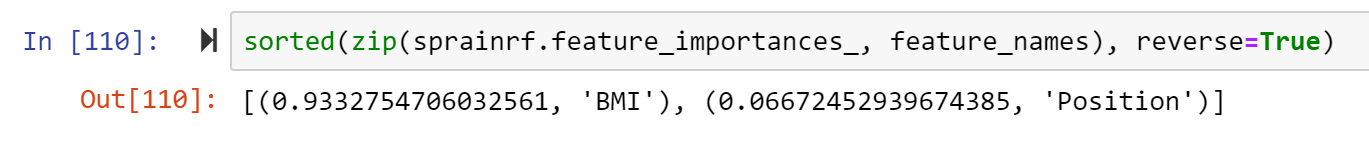 In [110]: sorted(zip(sprainrf.feature_importances_, feature_names), reverse=True)
Out[110]: [(0.9332754706032561, 'BMI'), (0.06672452939674385, 'Position')]